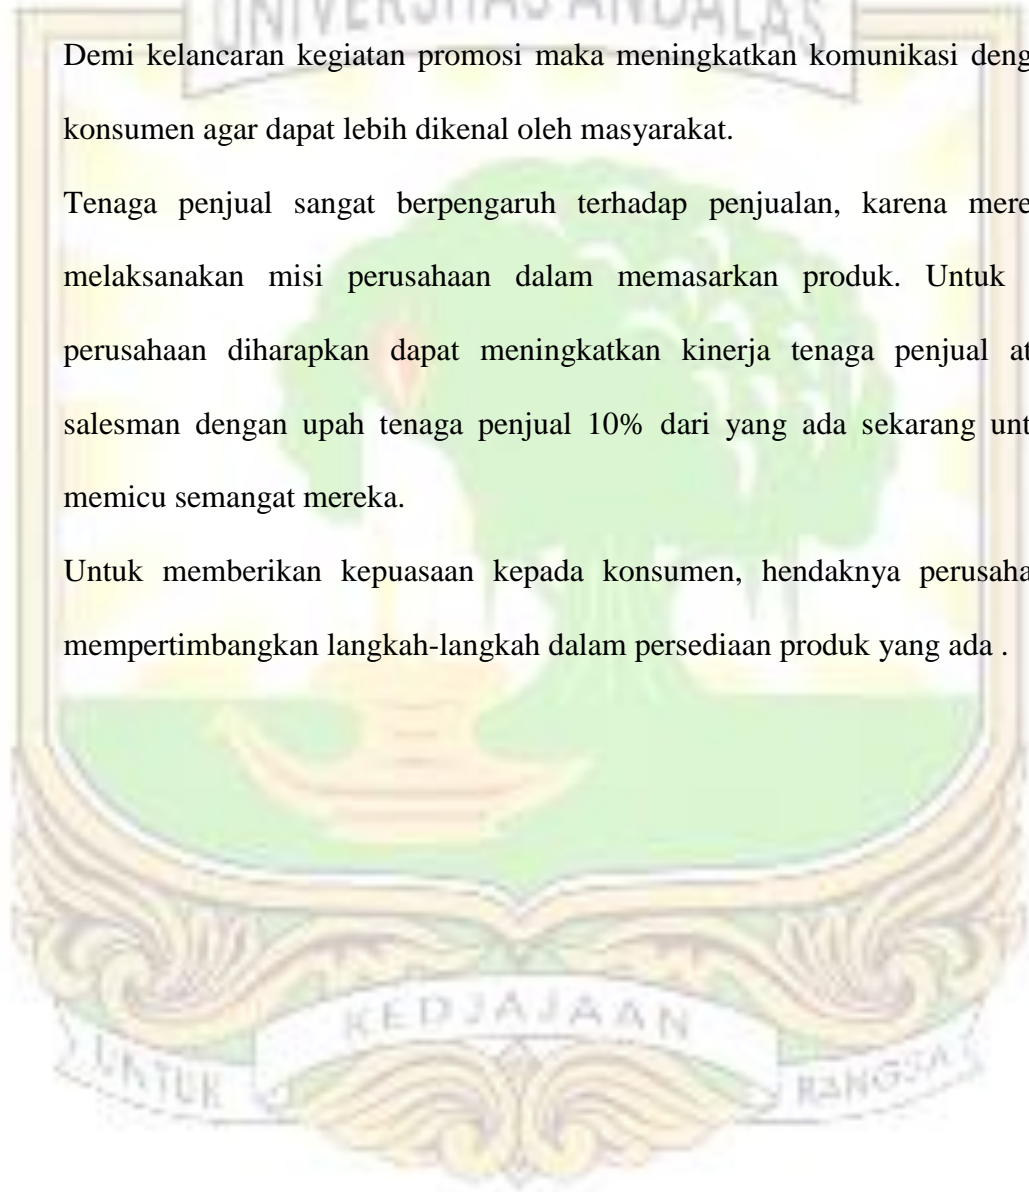 UNIVERSITAS ANDALAS
Demi kelancaran kegiatan promosi maka meningkatkan komunikasi deng
konsumen agar dapat lebih dikenal oleh masyarakat.
Tenaga penjual sangat berpengaruh terhadap penjualan, karena mere
melaksanakan misi perusahaan dalam memasarkan produk. Untuk
perusahaan diharapkan dapat meningkatkan kinerja tenaga penjual at
salesman dengan upah tenaga penjual 10% dari yang ada sekarang unt
memicu semangat mereka.
Untuk memberikan kepuasaan kepada konsumen, hendaknya perusaha
mempertimbangkan langkah-langkah dalam persediaan produk yang ada .
UNTUK KEDJAJAAN BANGSA